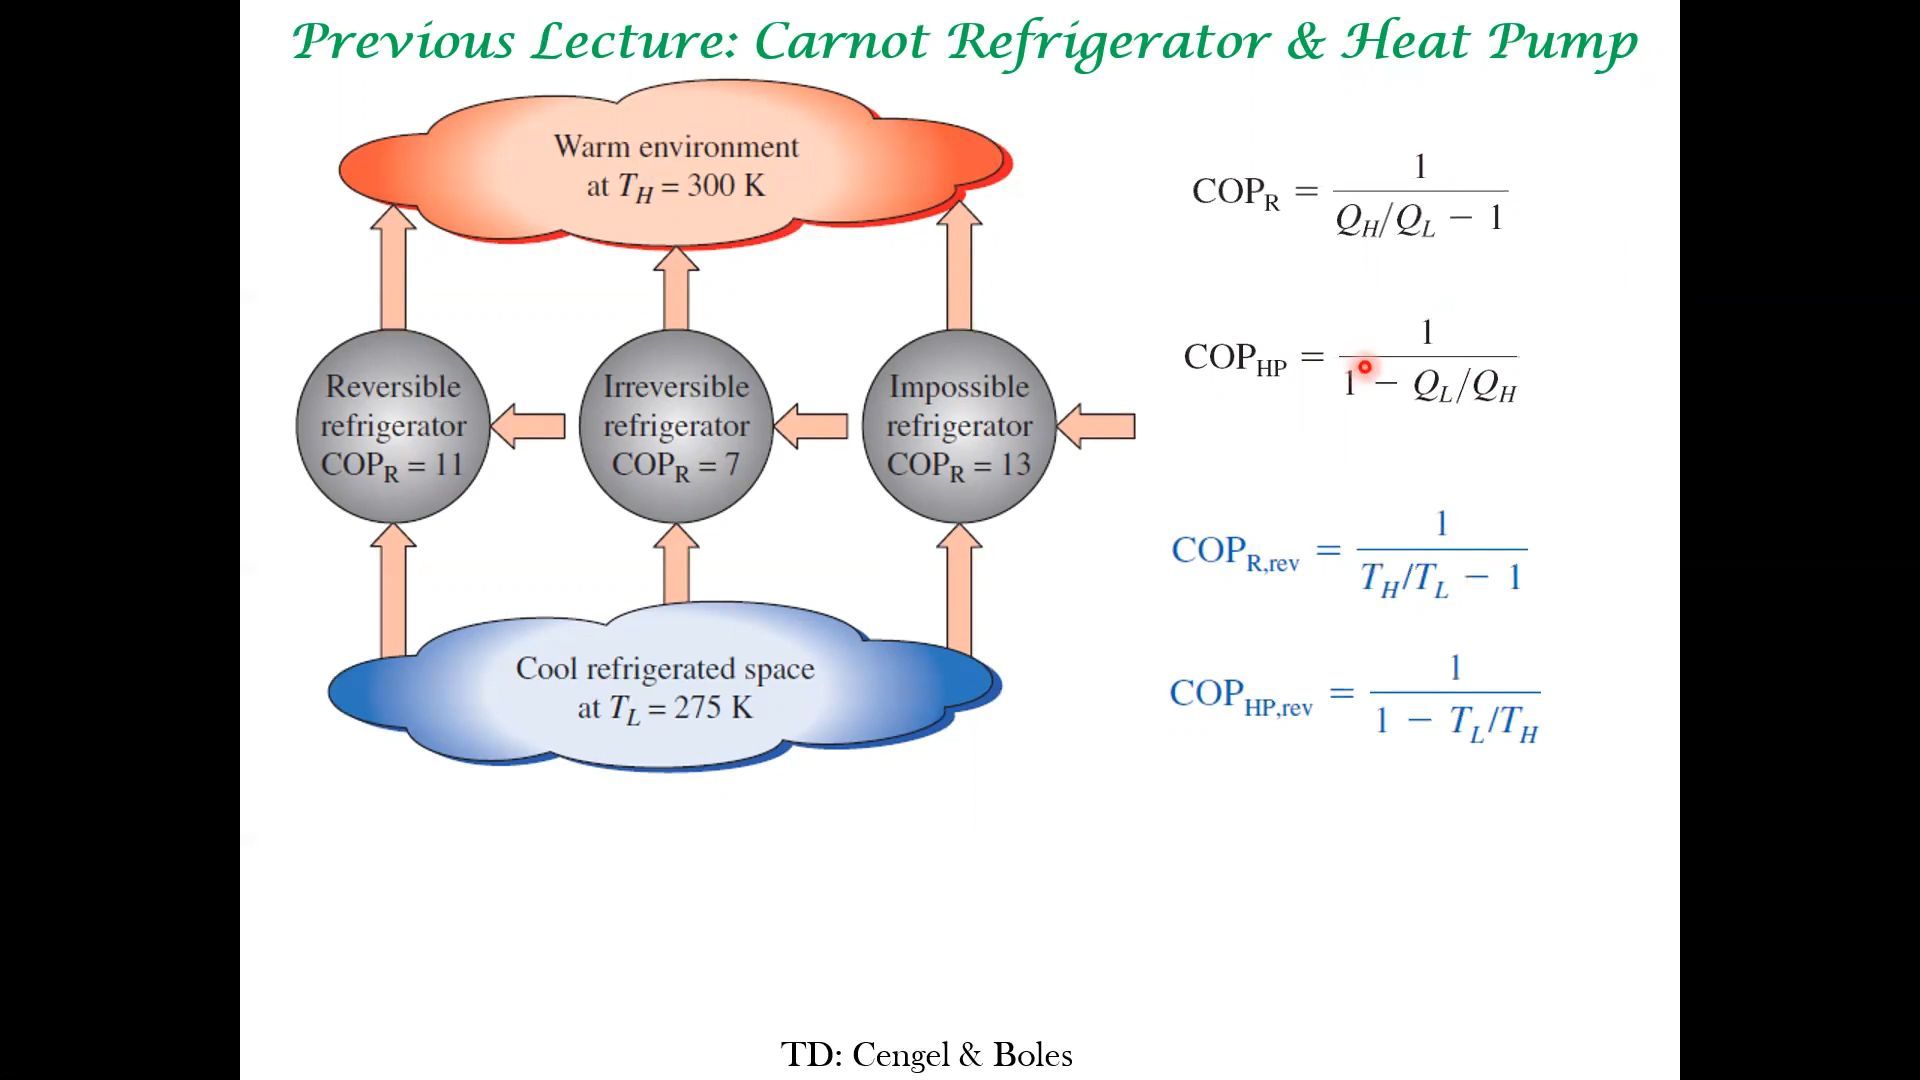 Previous Lecture: Carnot Refrigerator & Heat Pump
Warm environment
at T_H = 300 K
Reversible
refrigerator
COP_R = 11
Irreversible
refrigerator
COP_R = 7
Impossible
refrigerator
COP_R = 13
Cool refrigerated space
at T_L = 275 K
COP_R = 1 / (Q_H/Q_L − 1)
COP_HP = 1 / (1 − Q_L/Q_H)
COP_R,rev = 1 / (T_H/T_L − 1)
COP_HP,rev = 1 / (1 − T_L/T_H)
TD: Cengel & Boles